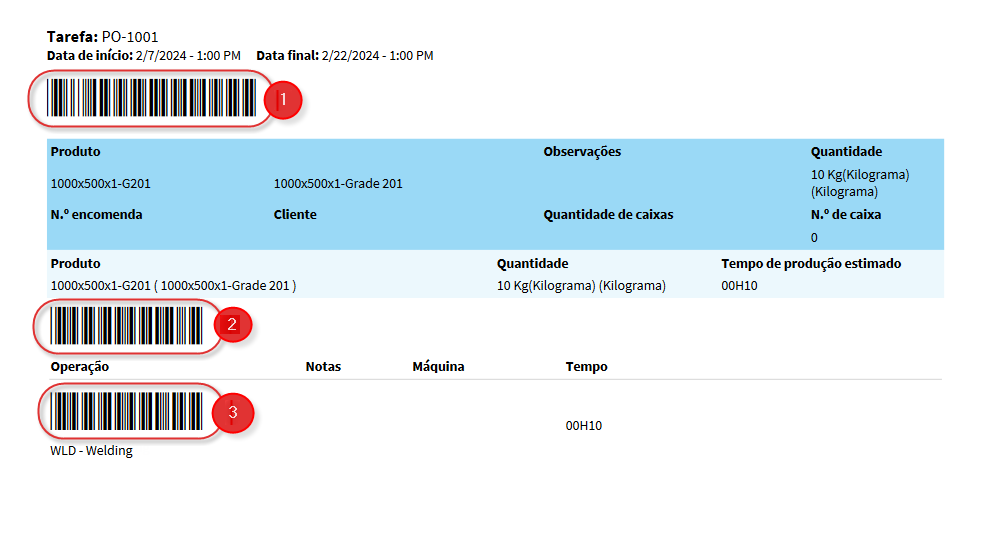 Tarefa: PO-1001
Data de início: 2/7/2024 - 1:00 PM Data final: 2/22/2024 - 1:00 PM
1
Produto Observações Quantidade
1000x500x1-G201 1000x500x1-Grade 201 10 Kg(Kilograma)
(Kilograma)
N.º encomenda Cliente Quantidade de caixas N.º de caixa
0
Produto Quantidade Tempo de produção estimado
1000x500x1-G201 ( 1000x500x1-Grade 201 ) 10 Kg(Kilograma) (Kilograma) 00H10
2
Operação Notas Máquina Tempo
3
00H10
WLD - Welding